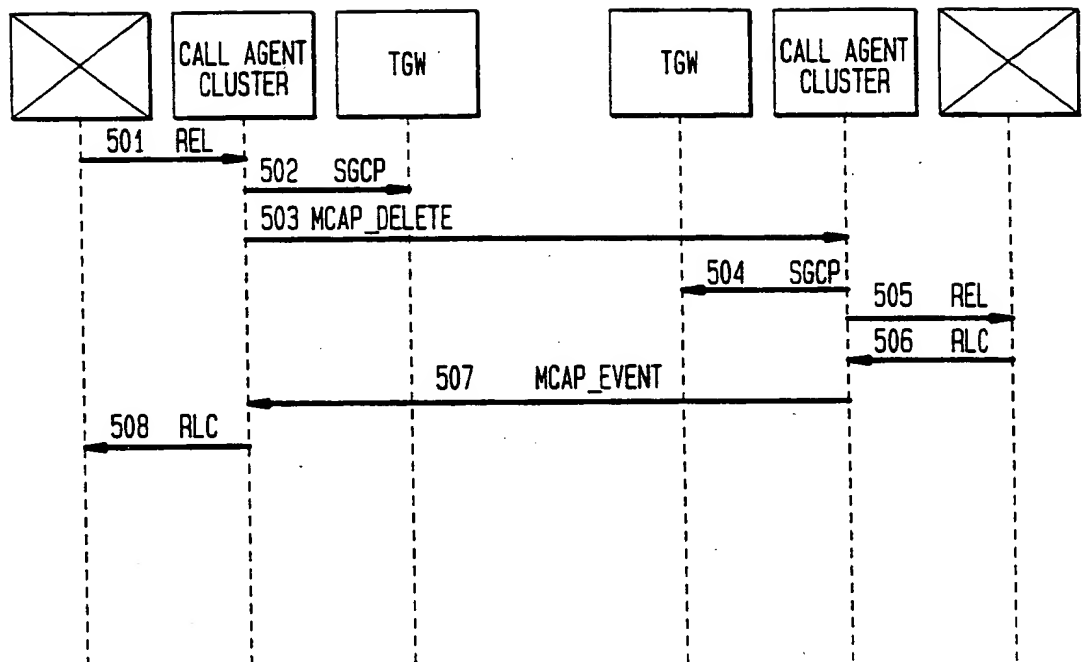 CALL AGENT
CLUSTER
TGW
TGW
CALL AGENT
CLUSTER
501 REL
502 SGCP
503 MCAP_DELETE
504 SGCP
505 REL
506 RLC
507 MCAP_EVENT
508 RLC